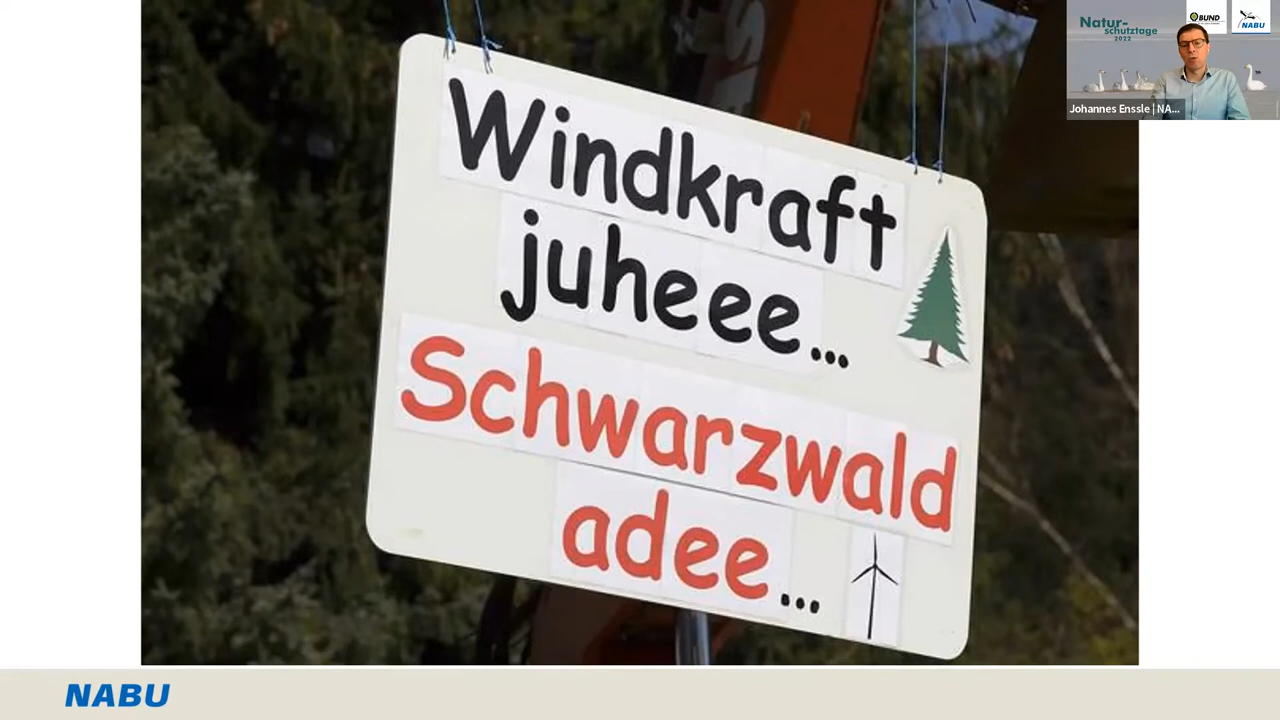 Windkraft
juheee...
Schwarzwald
adee...
Natur-
schutztage
2022
BUND
NABU
Johannes Enssle | NA...
NABU